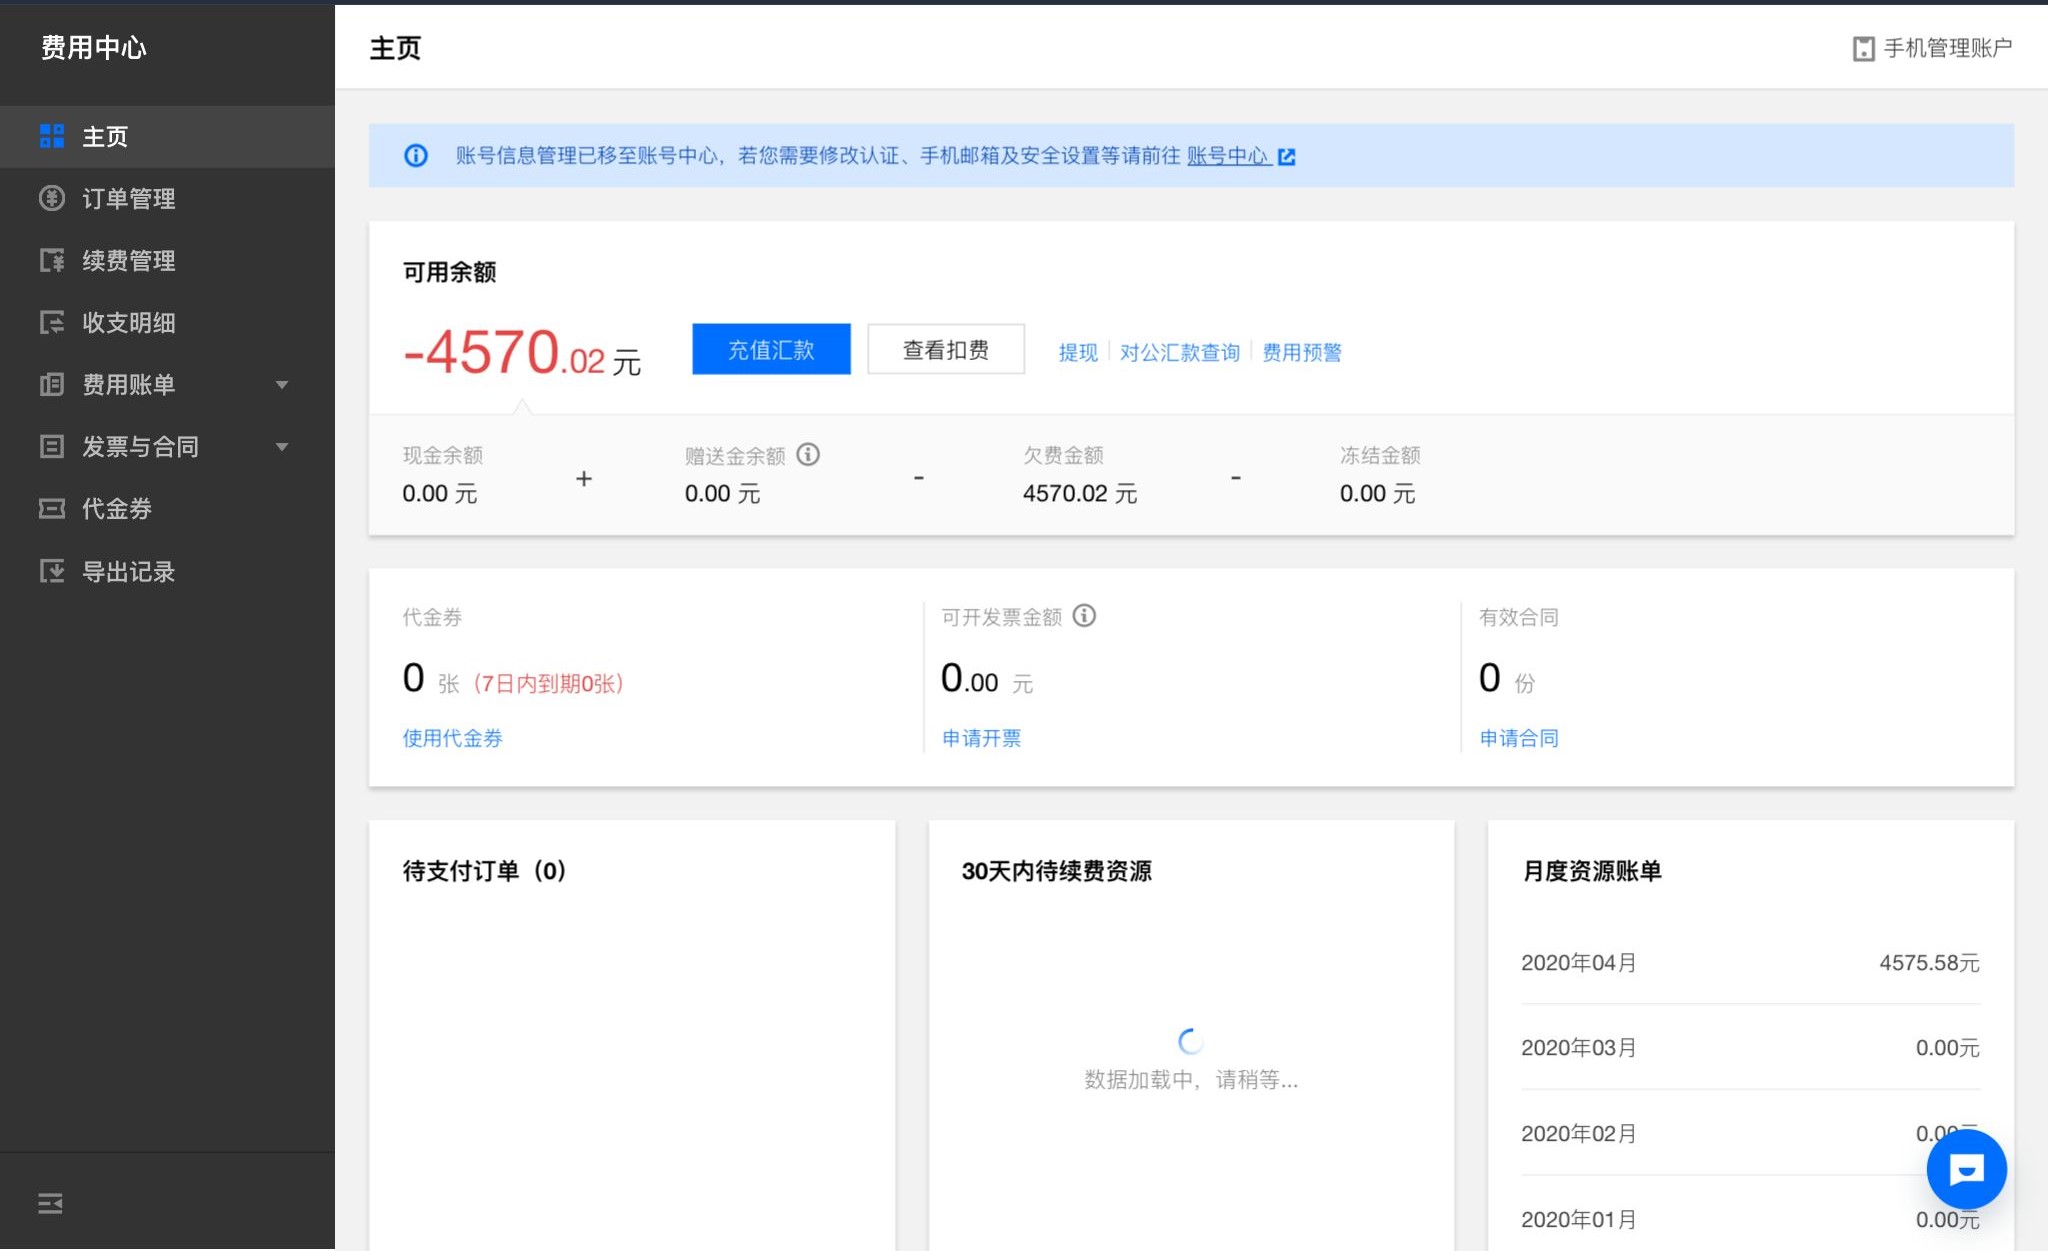 费用中心
主页
订单管理
续费管理
收支明细
费用账单
发票与合同
代金券
导出记录
主页
手机管理账户
账号信息管理已移至账号中心，若您需要修改认证、手机邮箱及安全设置等请前往 账号中心
可用余额
-4570.02 元
充值汇款
查看扣费
提现
对公汇款查询
费用预警
现金余额
0.00 元
+
赠送金余额
0.00 元
-
欠费金额
4570.02 元
-
冻结金额
0.00 元
代金券
0 张（7日内到期0张）
使用代金券
可开发票金额
0.00 元
申请开票
有效合同
0 份
申请合同
待支付订单（0）
30天内待续费资源
数据加载中，请稍等...
月度资源账单
2020年04月 4575.58元
2020年03月 0.00元
2020年02月 0.00
2020年01月 0.00元